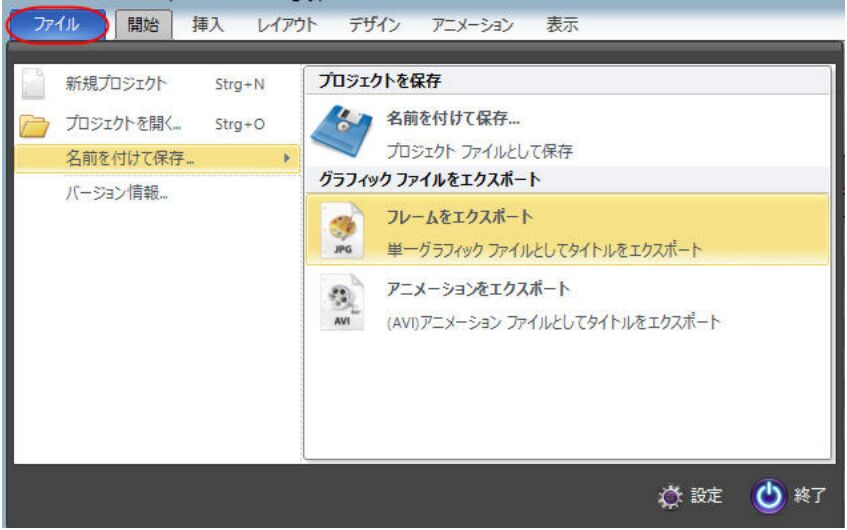 ファイル 開始 挿入 レイアウト デザイン アニメーション 表示
新規プロジェクト Strg+N
プロジェクトを開く... Strg+O
名前を付けて保存...
バージョン情報...
プロジェクトを保存
名前を付けて保存...
プロジェクト ファイルとして保存
グラフィック ファイルをエクスポート
JPG
フレームをエクスポート
単一グラフィック ファイルとしてタイトルをエクスポート
AVI
アニメーションをエクスポート
(AVI)アニメーション ファイルとしてタイトルをエクスポート
設定 終了